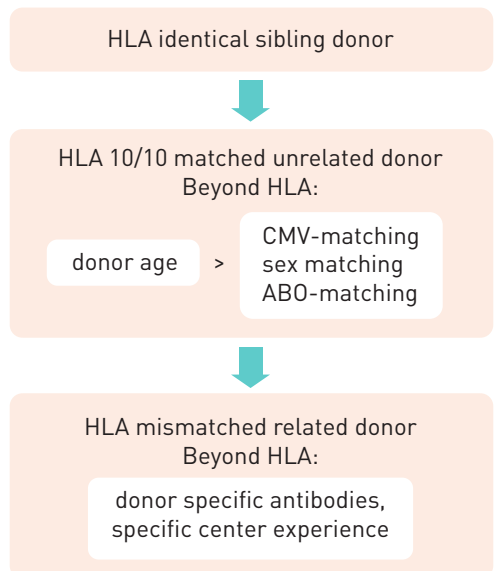 HLA identical sibling donor
HLA 10/10 matched unrelated donor
Beyond HLA:
donor age > CMV-matching
sex matching
ABO-matching
HLA mismatched related donor
Beyond HLA:
donor specific antibodies,
specific center experience